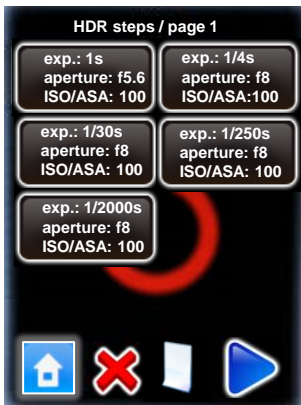 HDR steps / page 1
exp.: 1s
aperture: f5.6
ISO/ASA: 100
exp.: 1/4s
aperture: f8
ISO/ASA:100
exp.: 1/30s
aperture: f8
ISO/ASA: 100
exp.: 1/250s
aperture: f8
ISO/ASA: 100
exp.: 1/2000s
aperture: f8
ISO/ASA: 100